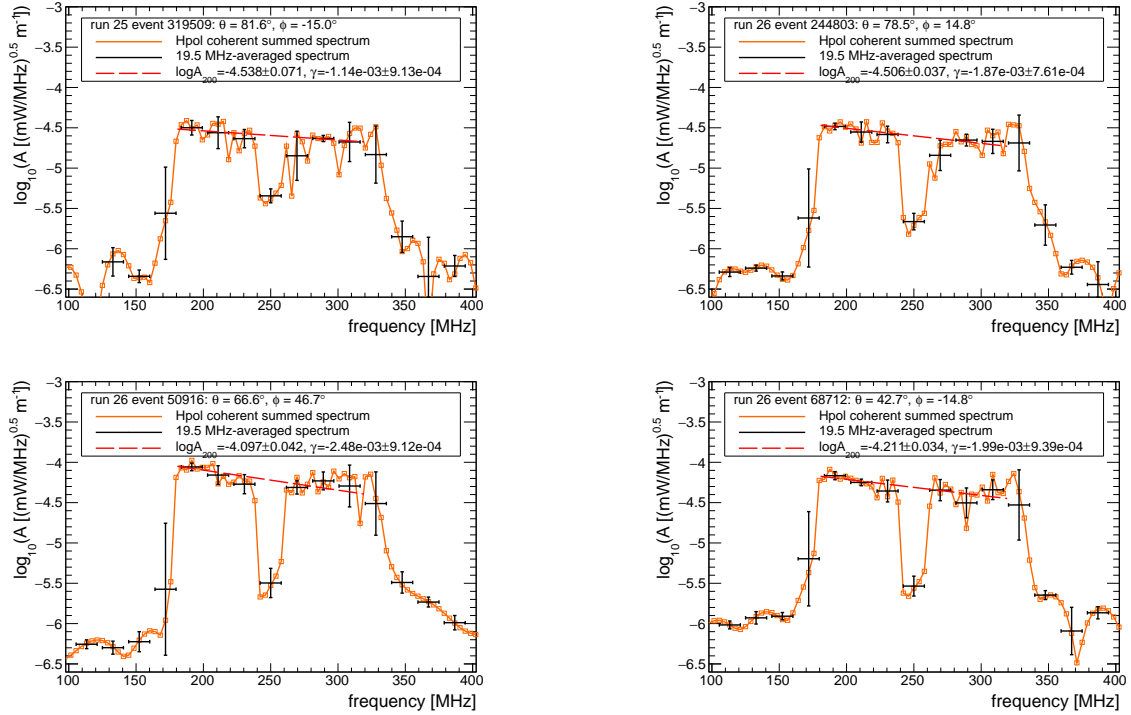 run 25 event 319509: θ = 81.6°, ϕ = -15.0°
Hpol coherent summed spectrum
19.5 MHz-averaged spectrum
logA200=-4.538±0.071, γ=-1.14e-03±9.13e-04
log10(A [(mW/MHz)^0.5 m^-1])
−3
−3.5
−4
−4.5
−5
−5.5
−6
−6.5
100 150 200 250 300 350 400
frequency [MHz]
run 26 event 244803: θ = 78.5°, ϕ = 14.8°
Hpol coherent summed spectrum
19.5 MHz-averaged spectrum
logA200=-4.506±0.037, γ=-1.87e-03±7.61e-04
log10(A [(mW/MHz)^0.5 m^-1])
−3
−3.5
−4
−4.5
−5
−5.5
−6
−6.5
100 150 200 250 300 350 400
frequency [MHz]
run 26 event 50916: θ = 66.6°, ϕ = 46.7°
Hpol coherent summed spectrum
19.5 MHz-averaged spectrum
logA200=-4.097±0.042, γ=-2.48e-03±9.12e-04
log10(A [(mW/MHz)^0.5 m^-1])
−3
−3.5
−4
−4.5
−5
−5.5
−6
−6.5
100 150 200 250 300 350 400
frequency [MHz]
run 26 event 68712: θ = 42.7°, ϕ = -14.8°
Hpol coherent summed spectrum
19.5 MHz-averaged spectrum
logA200=-4.211±0.034, γ=-1.99e-03±9.39e-04
log10(A [(mW/MHz)^0.5 m^-1])
−3
−3.5
−4
−4.5
−5
−5.5
−6
−6.5
100 150 200 250 300 350 400
frequency [MHz]